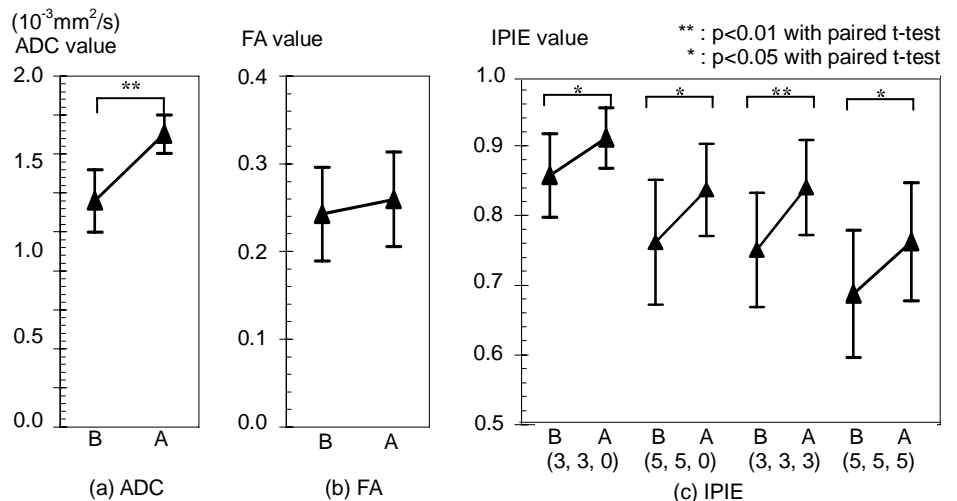 (10-3mm2/s)
ADC value
2.0
1.5
1.0
0.5
0.0
**
B A
(a) ADC
FA value
0.4
0.3
0.2
0.1
0.0
B A
(b) FA
IPIE value
** : p<0.01 with paired t-test
* : p<0.05 with paired t-test
1.0
0.9
0.8
0.7
0.6
0.5
* * ** *
B A B A B A B A
(3, 3, 0) (5, 5, 0) (3, 3, 3) (5, 5, 5)
(c) IPIE